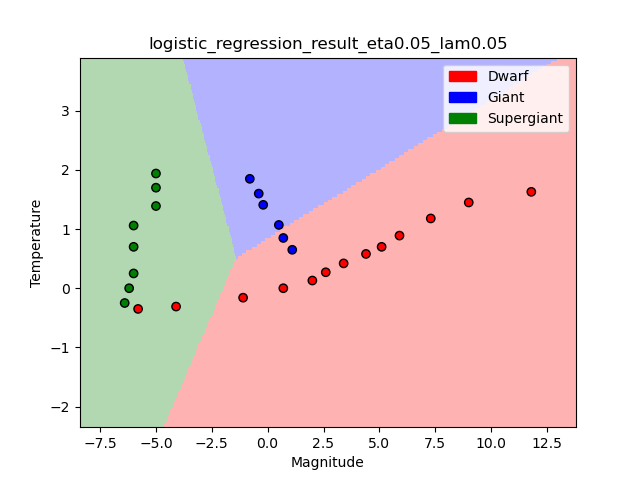 logistic_regression_result_eta0.05_lam0.05
Dwarf
Giant
Supergiant
Temperature
3
2
1
0
−1
−2
−7.5 −5.0 −2.5 0.0 2.5 5.0 7.5 10.0 12.5
Magnitude